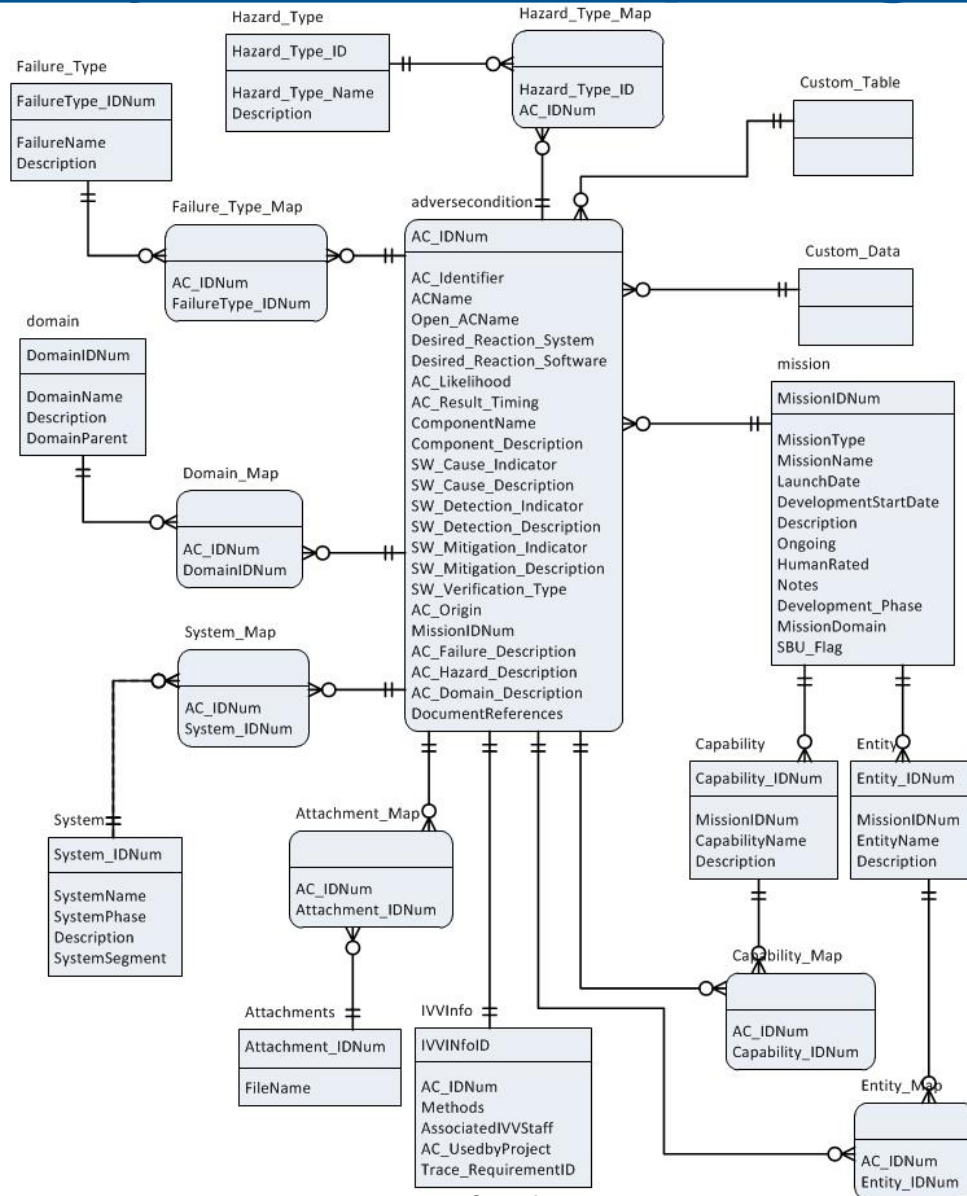 Hazard_Type
Hazard_Type_ID
Hazard_Type_Name
Description
Hazard_Type_Map
Hazard_Type_ID
AC_IDNum
Failure_Type
FailureType_IDNum
FailureName
Description
Custom_Table
Failure_Type_Map
AC_IDNum
FailureType_IDNum
adversecondition
AC_IDNum
AC_Identifier
ACName
Open_ACName
Desired_Reaction_System
Desired_Reaction_Software
AC_Likelihood
AC_Result_Timing
ComponentName
Component_Description
SW_Cause_Indicator
SW_Cause_Description
SW_Detection_Indicator
SW_Detection_Description
SW_Mitigation_Indicator
SW_Mitigation_Description
SW_Verification_Type
AC_Origin
MissionIDNum
AC_Failure_Description
AC_Hazard_Description
AC_Domain_Description
DocumentReferences
Custom_Data
domain
DomainIDNum
DomainName
Description
DomainParent
mission
MissionIDNum
MissionType
MissionName
LaunchDate
DevelopmentStartDate
Description
Ongoing
HumanRated
Notes
Development_Phase
MissionDomain
SBU_Flag
Domain_Map
AC_IDNum
DomainIDNum
System_Map
AC_IDNum
System_IDNum
System
System_IDNum
SystemName
SystemPhase
Description
SystemSegment
Attachment_Map
AC_IDNum
Attachment_IDNum
Capability
Capability_IDNum
MissionIDNum
CapabilityName
Description
Entity
Entity_IDNum
MissionIDNum
EntityName
Description
Attachments
Attachment_IDNum
FileName
IVVInfo
IVVINfoID
AC_IDNum
Methods
AssociatedIVVStaff
AC_UsedbyProject
Trace_RequirementID
Capability_Map
AC_IDNum
Capability_IDNum
Entity_Map
AC_IDNum
Entity_IDNum